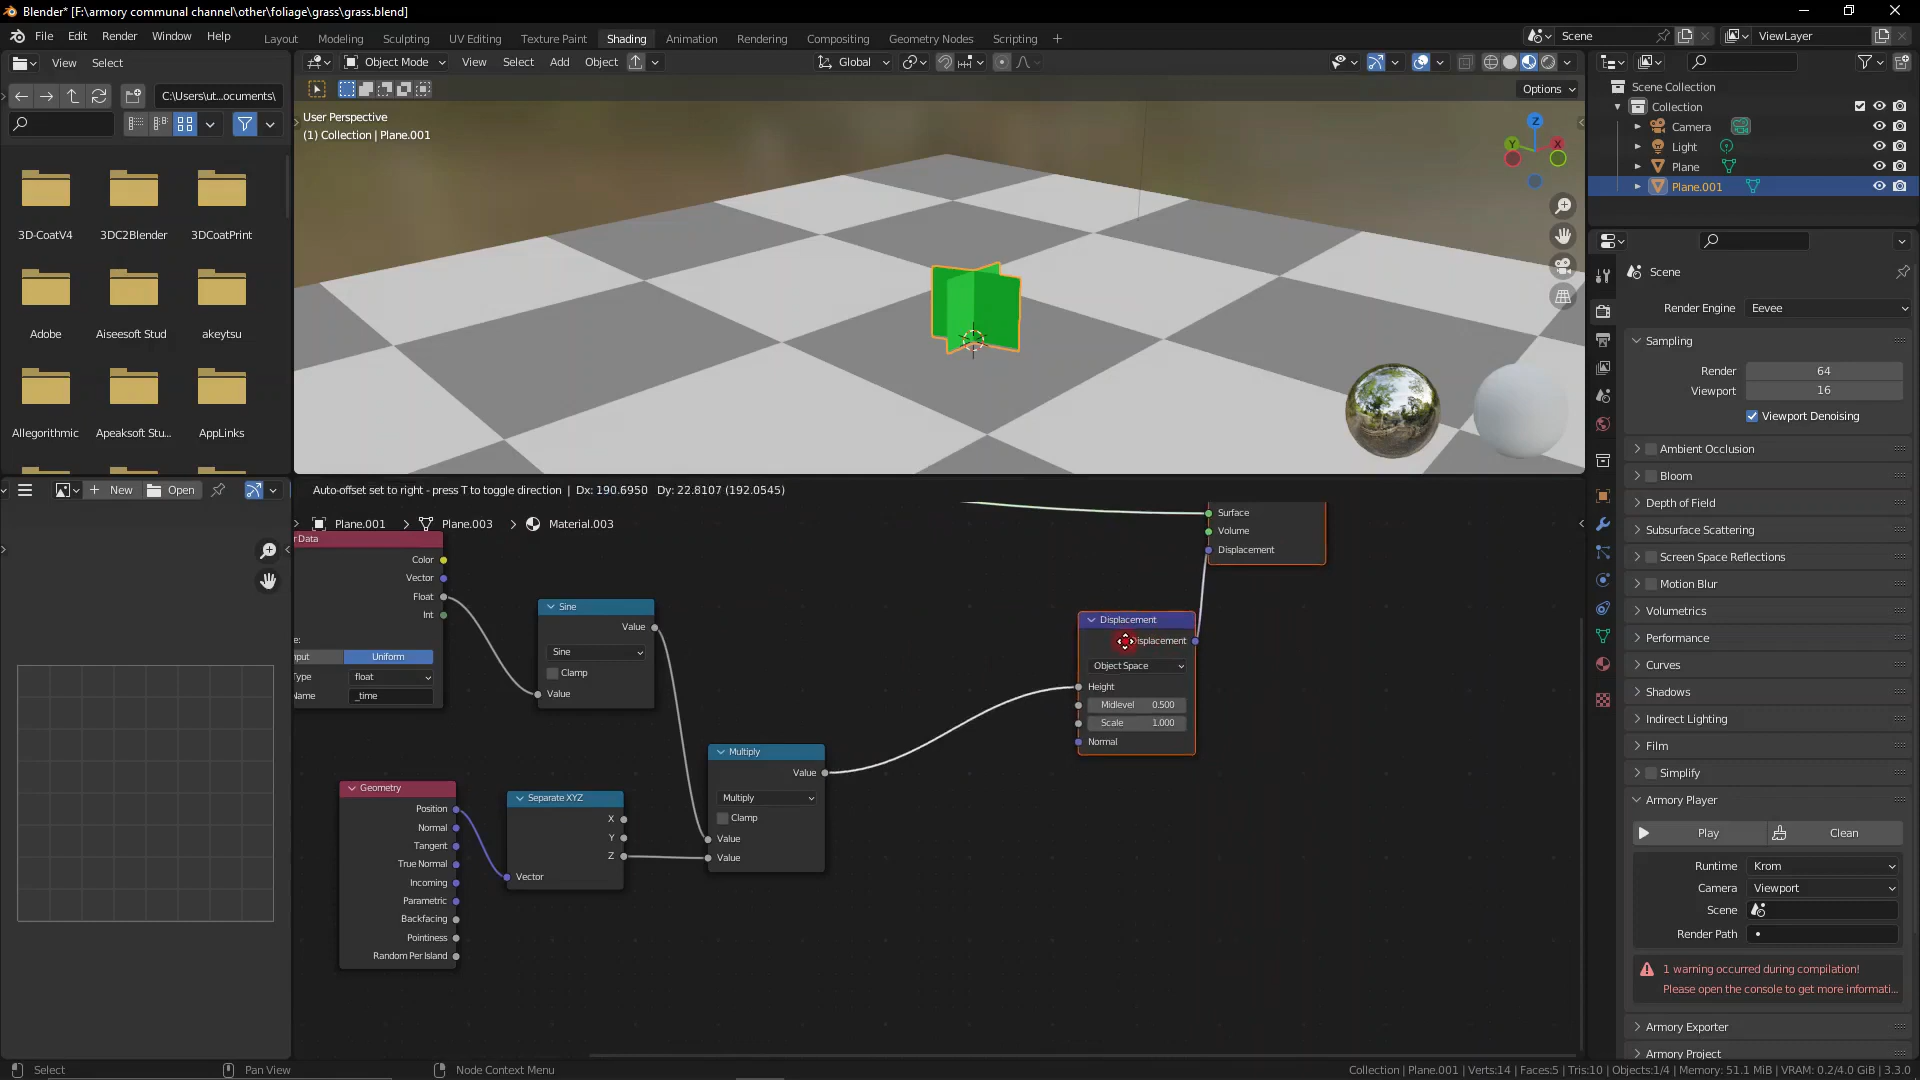 Blender* [F:\armory communal channel\other\foliage\grass\grass.blend]
File Edit Render Window Help
Layout Modeling Sculpting UV Editing Texture Paint Shading Animation Rendering Compositing Geometry Nodes Scripting +
Scene
ViewLayer
View Select
C:\Users\ut...ocuments\
3D-CoatV4 3DC2Blender 3DCoatPrint
Adobe Aiseesoft Stud akeytsu
Allegorithmic Apeaksoft Stu... AppLinks
New Open
Object Mode View Select Add Object Global
Options
User Perspective
(1) Collection | Plane.001
Z
Y
X
Auto-offset set to right - press T to toggle direction | Dx: 190.6950 Dy: 22.8107 (192.0545)
Plane.001 > Plane.003 > Material.003
r Data
Color
Vector
Float
Int
e:
nput Uniform
Type float
Name _time
Sine
Value
Sine
Clamp
Value
Geometry
Position
Normal
Tangent
True Normal
Incoming
Parametric
Backfacing
Pointiness
Random Per Island
Separate XYZ
X
Y
Z
Vector
Multiply
Value
Multiply
Clamp
Value
Value
Displacement
Displacement
Object Space
Height
Midlevel 0.500
Scale 1.000
Normal
Surface
Volume
Displacement
Scene Collection
Collection
Camera
Light
Plane
Plane.001
Scene
Render Engine Eevee
Sampling
Render 64
Viewport 16
Viewport Denoising
Ambient Occlusion
Bloom
Depth of Field
Subsurface Scattering
Screen Space Reflections
Motion Blur
Volumetrics
Performance
Curves
Shadows
Indirect Lighting
Film
Simplify
Armory Player
Play Clean
Runtime Krom
Camera Viewport
Scene
Render Path
1 warning occurred during compilation!
Please open the console to get more informati...
Armory Exporter
Armory Project
Select
Pan View
Node Context Menu
Collection | Plane.001 | Verts:14 | Faces:5 | Tris:10 | Objects:1/4 | Memory: 51.1 MiB | VRAM: 0.2/4.0 GiB | 3.3.0